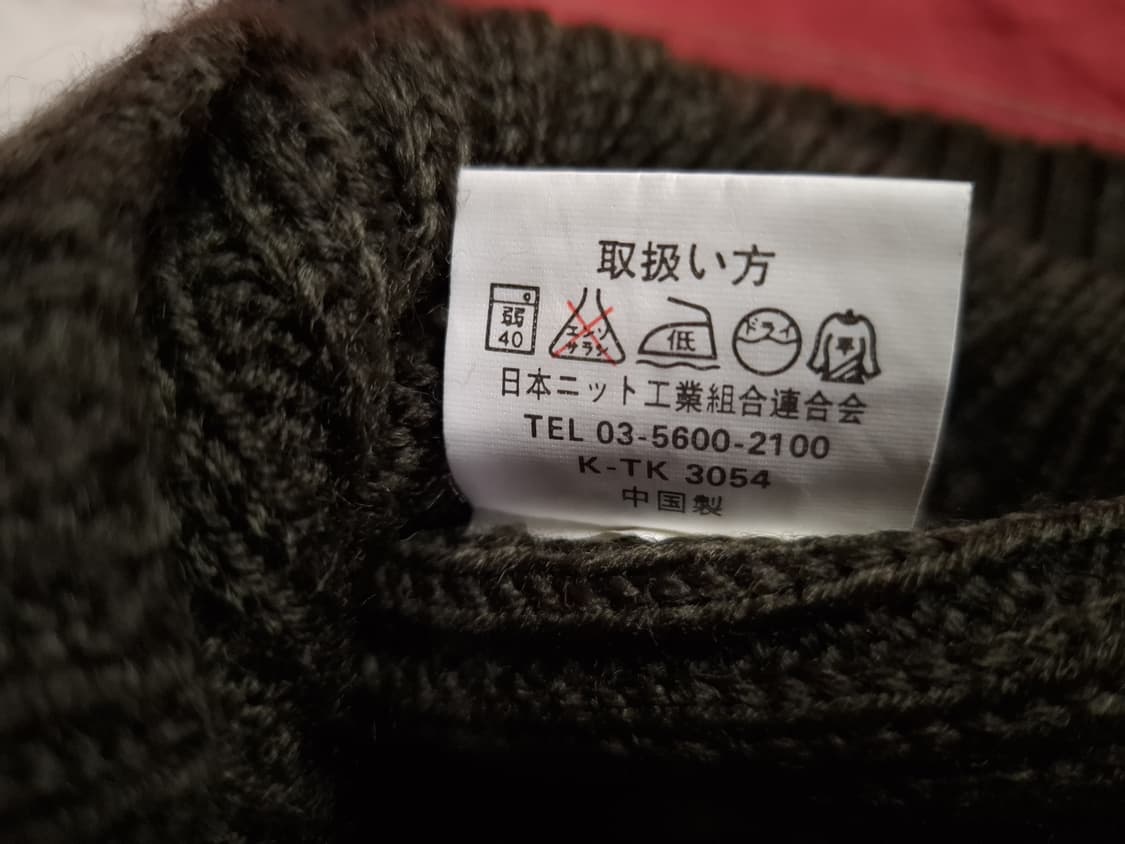 取扱い方
弱 40 エンソ サラシ 低 ドライ 平
日本ニット工業組合連合会
TEL 03-5600-2100
K-TK 3054
中国製